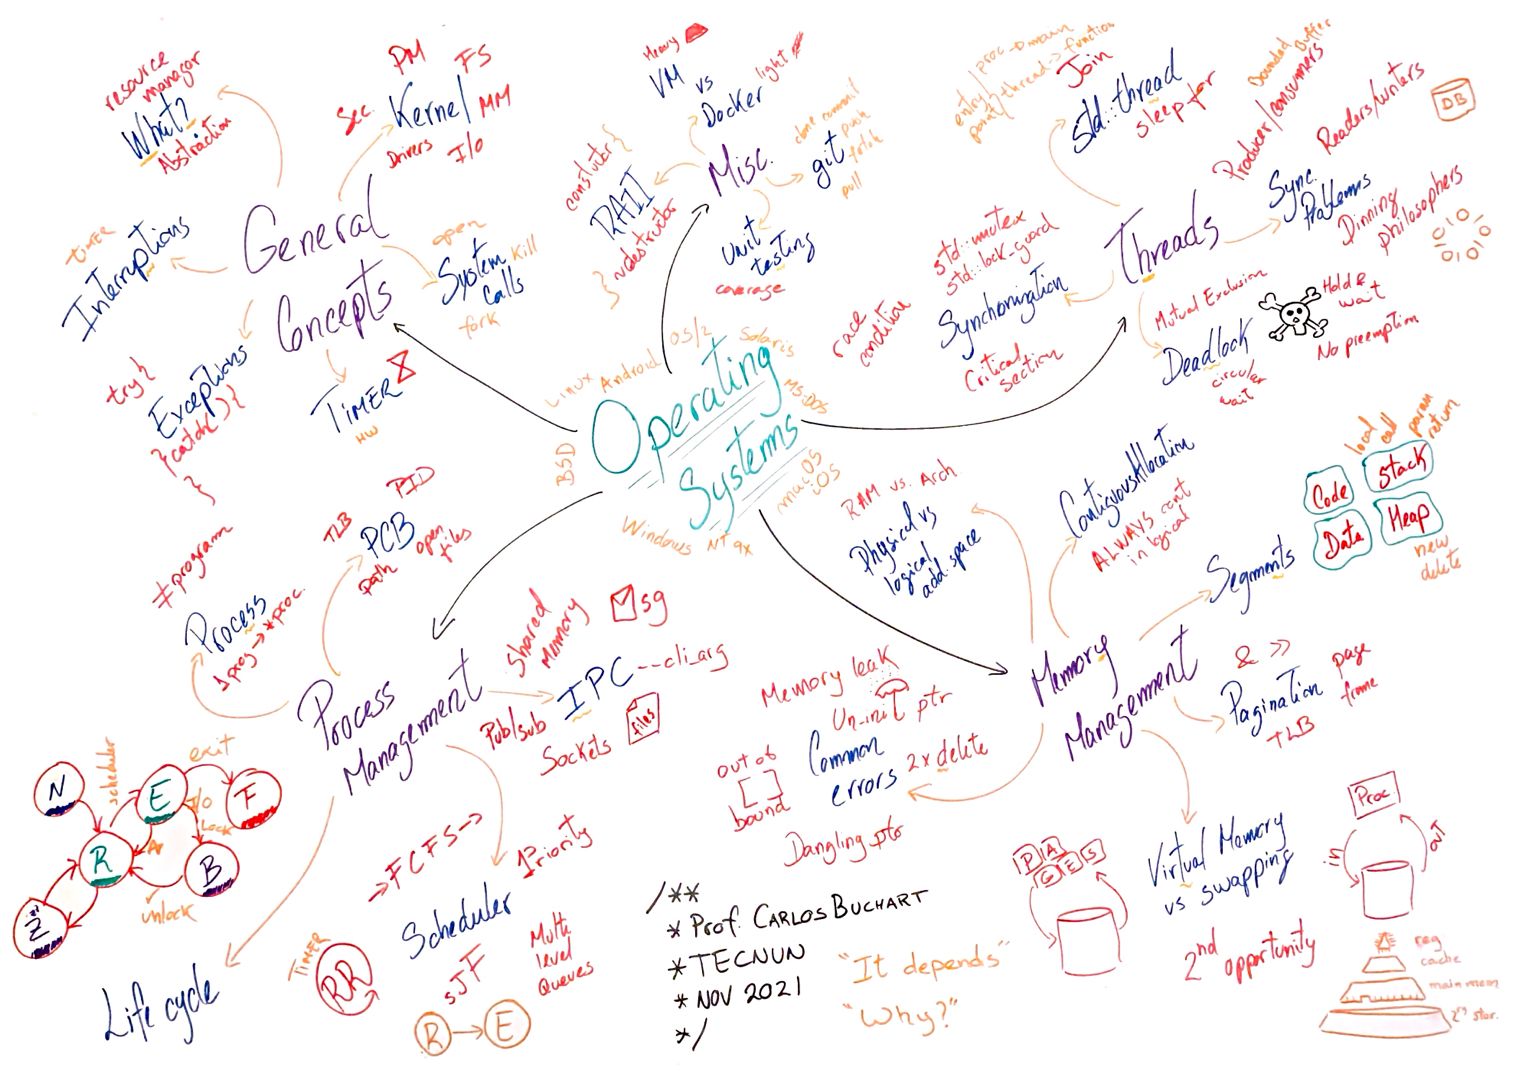 Operating
Systems
Linux
Android
OS/2
Solaris
MS-DOS
macOS
iOS
NT 9x
Windows
BSD
General
Concepts
resource
manager
What?
Abstraction
PM
FS
Sec.
Kernel
MM
Drivers
I/O
TIMER
Interruptions
open
System
Kill
Calls
fork
try {
Exceptions
} catch( ) {
}
TIMER
HW
Misc.
Heavy
VM
vs
Docker
light
clone commit
git
push
fetch
pull
constructor {
RAII
} ~destructor
Unit
testing
coverage
Threads
entry
point
proc -> main
thread -> function
Join
std::thread
sleep for
Bounded Buffer
Producer/consumers
Readers/writers
DB
Sync.
Problems
Dinning
philosophers
std::mutex
std::lock_guard
Synchonization
race
condition
Critical
section
Mutual Exclusion
Deadlock
Hold &
wait
No preemption
circular
wait
Memory
Management
RAM vs. Arch
Physical vs
logical
add. space
Contiguous Allocation
ALWAYS cont
in logical
Segments
local
call
param
return
Code
Stack
Data
Heap
new
delete
& >>
Pagination
page
frame
TLB
Virtual Memory
vs swapping
2nd opportunity
PAGES
Proc
IN
OUT
reg
cache
main mem
2ry stor.
Memory leak
Un-init ptr
Common
errors
2x delete
out of
[ ]
bound
Dangling ptr
Process
Management
PID
TLB
PCB
open
files
path
≠ program
Process
1 prog -> * proc.
Shared
Memory
Msg
IPC
--cli_arg
Pub/sub
Sockets
files
->FCFS->
↑Priority
Scheduler
SJF
Multi
level
Queues
TIMER
RR
R
E
Life cycle
N
scheduler
E
exit
F
I/O
Lock
R
B
unlock
Z
/**
* Prof. CARLOS BUCHART
* TECNUN
* NOV 2021
*/
"It depends"
"Why?"